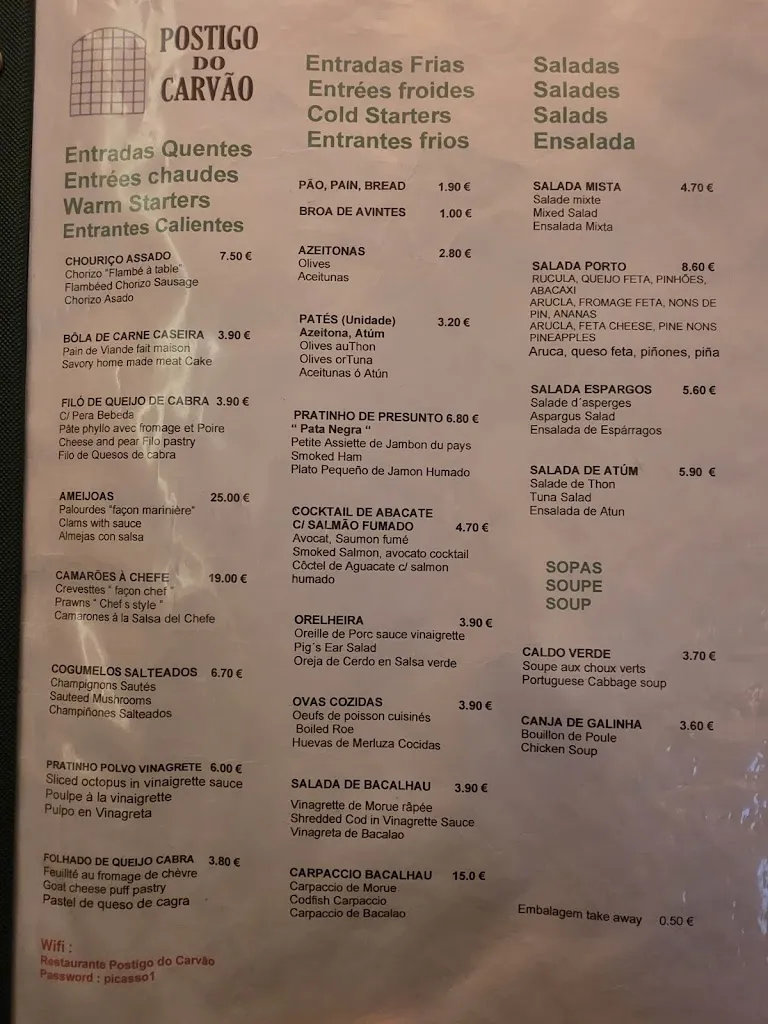 POSTIGO
DO
CARVÃO
Entradas Quentes
Entrées chaudes
Warm Starters
Entrantes Calientes
CHOURIÇO ASSADO 7.50 €
Chorizo "Flambé à table"
Flambéed Chorizo Sausage
Chorizo Asado
BÔLA DE CARNE CASEIRA 3.90 €
Pain de Viande fait maison
Savory home made meat Cake
FILÓ DE QUEIJO DE CABRA 3.90 €
C/ Pera Bebeda
Pâte phyllo avec fromage et Poire
Cheese and pear Filo pastry
Filo de Quesos de cabra
AMEIJOAS 25.00 €
Palourdes "façon marinière"
Clams with sauce
Almejas con salsa
CAMARÕES À CHEFE 19.00 €
Crevesttes " façon chef "
Prawns " Chef s style "
Camarones á la Salsa del Chefe
COGUMELOS SALTEADOS 6.70 €
Champignons Sautés
Sauteed Mushrooms
Champiñones Salteados
PRATINHO POLVO VINAGRETE 6.00 €
Sliced octopus in vinaigrette sauce
Poulpe à la vinaigrette
Pulpo en Vinagreta
FOLHADO DE QUEIJO CABRA 3.80 €
Feuilité au fromage de chèvre
Goat cheese puff pastry
Pastel de queso de cagra
Wifi :
Restaurante Postigo do Carvão
Password : picasso1
Entradas Frias
Entrées froides
Cold Starters
Entrantes frios
PÃO, PAIN, BREAD 1.90 €
BROA DE AVINTES 1.00 €
AZEITONAS 2.80 €
Olives
Aceitunas
PATÉS (Unidade) 3.20 €
Azeitona, Atúm
Olives auThon
Olives orTuna
Aceitunas ó Atún
PRATINHO DE PRESUNTO 6.80 €
" Pata Negra "
Petite Assiette de Jambon du pays
Smoked Ham
Plato Pequeño de Jamon Humado
COCKTAIL DE ABACATE
C/ SALMÃO FUMADO 4.70 €
Avocat, Saumon fumé
Smoked Salmon, avocato cocktail
Côctel de Aguacate c/ salmon
humado
ORELHEIRA 3.90 €
Oreille de Porc sauce vinaigrette
Pig´s Ear Salad
Oreja de Cerdo en Salsa verde
OVAS COZIDAS 3.90 €
Oeufs de poisson cuisinés
Boiled Roe
Huevas de Merluza Cocidas
SALADA DE BACALHAU 3.90 €
Vinagrette de Morue râpée
Shredded Cod in Vinagrette Sauce
Vinagreta de Bacalao
CARPACCIO BACALHAU 15.0 €
Carpaccio de Morue
Codfish Carpaccio
Carpaccio de Bacalao
Saladas
Salades
Salads
Ensalada
SALADA MISTA 4.70 €
Salade mixte
Mixed Salad
Ensalada Mixta
SALADA PORTO 8.60 €
RUCULA, QUEIJO FETA, PINHÕES,
ABACAXI
ARUCLA, FROMAGE FETA, NONS DE
PIN, ANANAS
ARUCLA, FETA CHEESE, PINE NONS
PINEAPPLES
Aruca, queso feta, piñones, piña
SALADA ESPARGOS 5.60 €
Salade d´asperges
Aspargus Salad
Ensalada de Espárragos
SALADA DE ATÚM 5.90 €
Salade de Thon
Tuna Salad
Ensalada de Atun
SOPAS
SOUPE
SOUP
CALDO VERDE 3.70 €
Soupe aux choux verts
Portuguese Cabbage soup
CANJA DE GALINHA 3.60 €
Bouillon de Poule
Chicken Soup
Embalagem take away 0.50 €